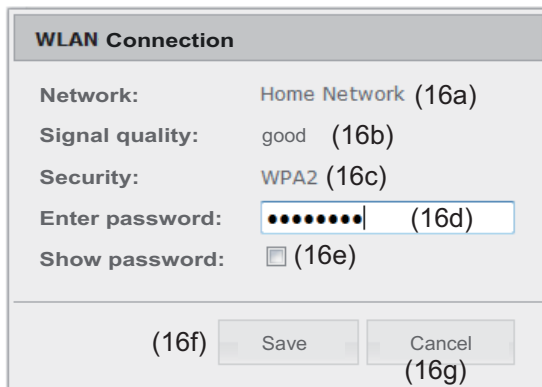 WLAN Connection
Network: Home Network (16a)
Signal quality: good (16b)
Security: WPA2 (16c)
Enter password: ●●●●●●●● (16d)
Show password: (16e)
(16f) Save Cancel
(16g)